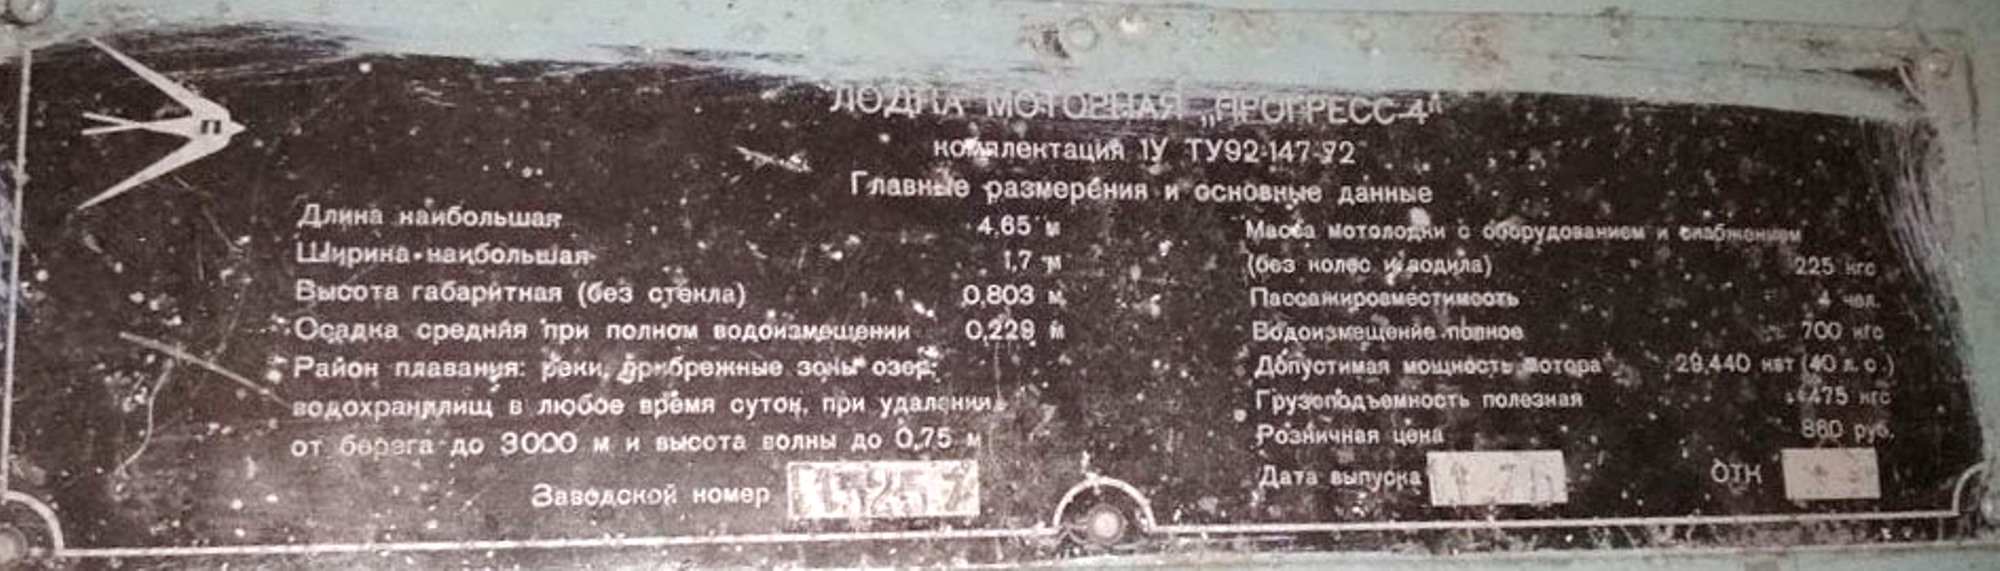 П
ЛОДКА МОТОРНАЯ „ПРОГРЕСС-4"
комплектация 1У ТУ92-147-72
Главные размерения и основные данные
Длина наибольшая 4,65 м
Ширина наибольшая 1,7 м
Высота габаритная (без стекла) 0,803 м
Осадка средняя при полном водоизмещении 0,229 м
Район плавания: реки, прибрежные зоны озер,
водохранилищ в любое время суток, при удалении
от берега до 3000 м и высота волны до 0,75 м
Заводской номер
Масса мотолодки с оборудованием и снабжением
(без колес и водила) 225 кгс
Пассажировместимость 4 чел.
Водоизмещение полное 700 кгс
Допустимая мощность мотора 29,440 квт (40 л.с.)
Грузоподъемность полезная 475 кгс
Розничная цена руб.
Дата выпуска ОТК